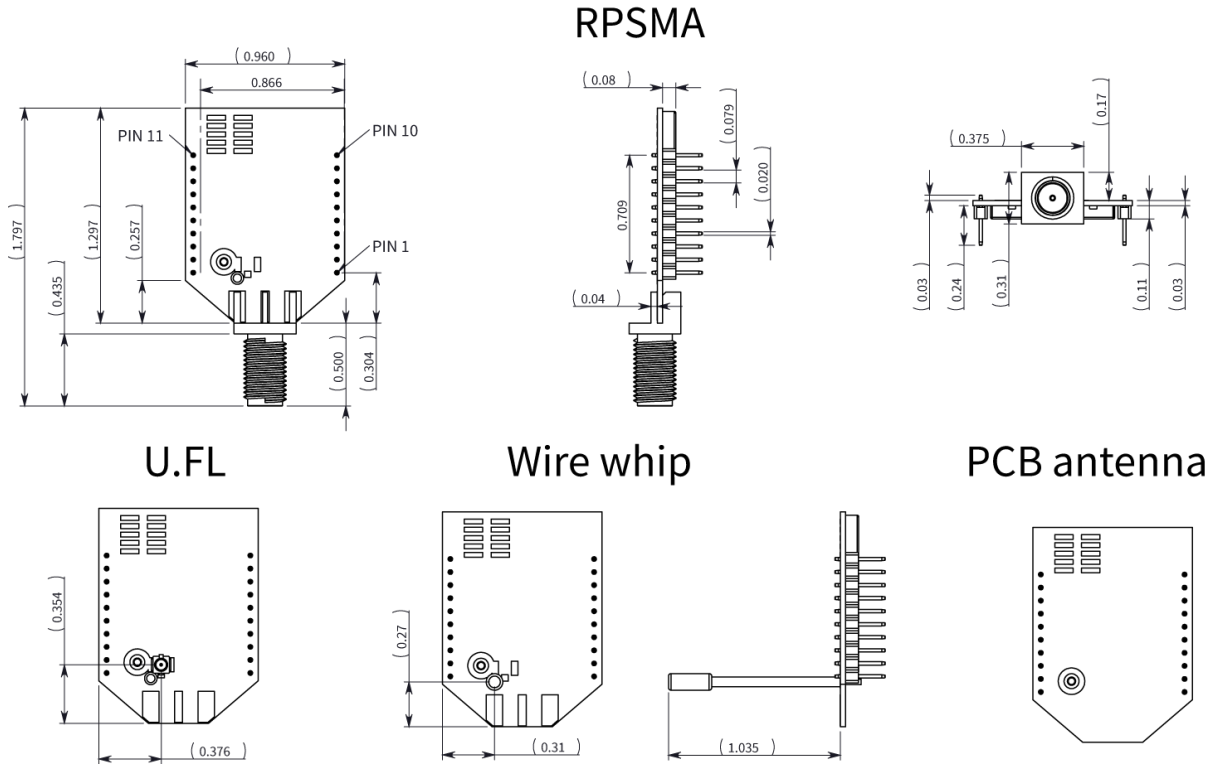 RPSMA
( 0.960 )
0.866
PIN 11
PIN 10
PIN 1
( 1.797 )
( 1.297 )
( 0.257 )
( 0.435 )
( 0.500 )
( 0.304 )
( 0.08 )
( 0.079 )
( 0.020 )
0.709
( 0.04 )
( 0.17 )
( 0.375 )
( 0.03 )
( 0.24 )
( 0.31 )
( 0.11 )
( 0.03 )
U.FL
Wire whip
PCB antenna
( 0.354 )
( 0.376 )
( 0.27 )
( 0.31 )
( 1.035 )